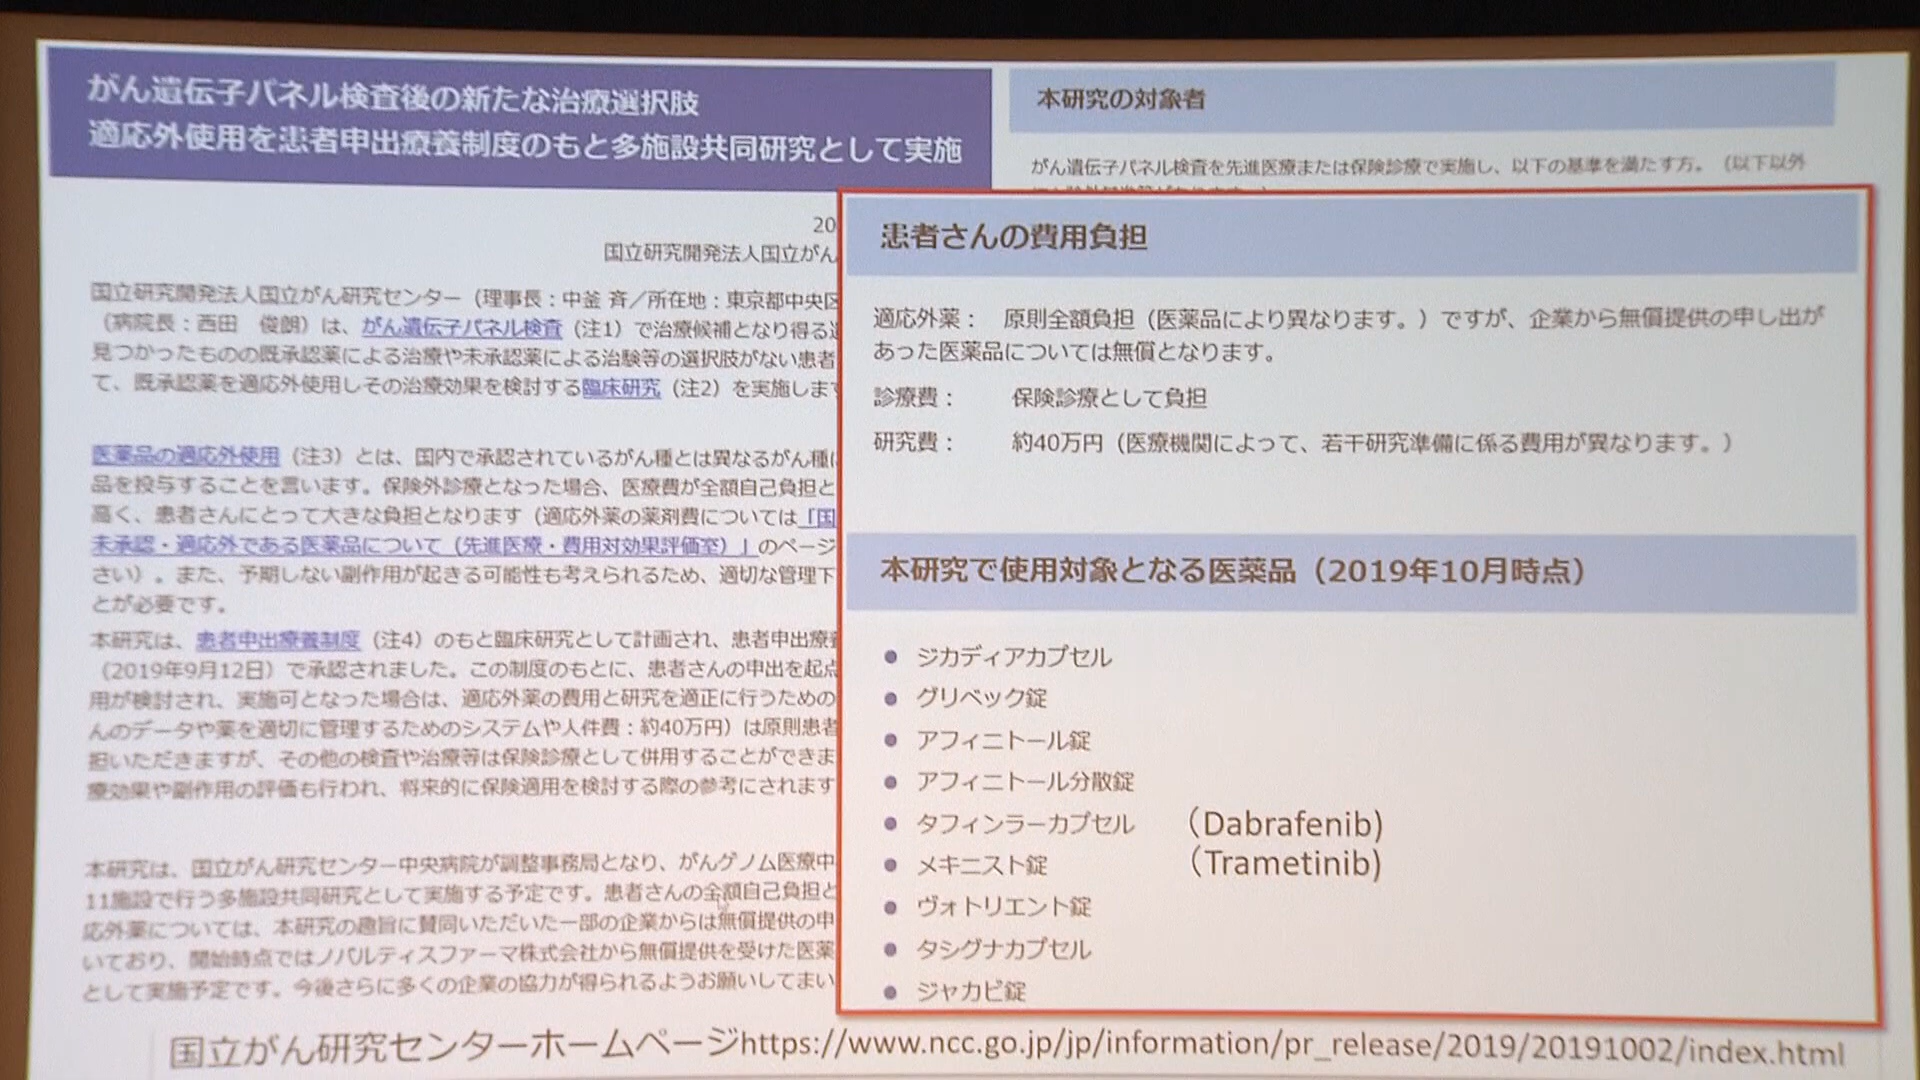 がん遺伝子パネル検査後の新たな治療選択肢
適応外使用を患者申出療養制度のもと多施設共同研究として実施
20
国立研究開発法人国立がん
国立研究開発法人国立がん研究センター（理事長：中釜 斉／所在地：東京都中央区
（病院長：西田 俊朗）は、がん遺伝子パネル検査（注1）で治療候補となり得る
見つかったものの既承認薬による治療や未承認薬による治験等の選択肢がない患者
て、既承認薬を適応外使用しその治療効果を検討する臨床研究（注2）を実施しま
医薬品の適応外使用（注3）とは、国内で承認されているがん種とは異なるがん種に
品を投与することを言います。保険外診療となった場合、医療費が全額自己負担と
高く、患者さんにとって大きな負担となります（適応外薬の薬剤費については「国
未承認・適応外である医薬品について（先進医療・費用対効果評価室）」のページ
さい）。また、予期しない副作用が起きる可能性も考えられるため、適切な管理下
とが必要です。
本研究は、患者申出療養制度（注4）のもと臨床研究として計画され、患者申出療
（2019年9月12日）で承認されました。この制度のもとに、患者さんの申出を起点
用が検討され、実施可となった場合は、適応外薬の費用と研究を適正に行うための
んのデータや薬を適切に管理するためのシステムや人件費：約40万円）は原則患者
担いただきますが、その他の検査や治療等は保険診療として併用することができま
療効果や副作用の評価も行われ、将来的に保険適用を検討する際の参考にされます
本研究は、国立がん研究センター中央病院が調整事務局となり、がんゲノム医療中
11施設で行う多施設共同研究として実施する予定です。患者さんの全額自己負担と
応外薬については、本研究の趣旨に賛同いただいた一部の企業からは無償提供の申
いており、開始時点ではノバルティスファーマ株式会社から無償提供を受けた医薬
として実施予定です。今後さらに多くの企業の協力が得られるようお願いしてまい
本研究の対象者
がん遺伝子パネル検査を先進医療または保険診療で実施し、以下の基準を満たす方。（以下以外
患者さんの費用負担
適応外薬： 原則全額負担（医薬品により異なります。）ですが、企業から無償提供の申し出が
あった医薬品については無償となります。
診療費： 保険診療として負担
研究費： 約40万円（医療機関によって、若干研究準備に係る費用が異なります。）
本研究で使用対象となる医薬品（2019年10月時点）
● ジカディアカプセル
● グリベック錠
● アフィニトール錠
● アフィニトール分散錠
● タフィンラーカプセル （Dabrafenib)
● メキニスト錠 （Trametinib)
● ヴォトリエント錠
● タシグナカプセル
● ジャカビ錠
国立がん研究センターホームページhttps://www.ncc.go.jp/jp/information/pr_release/2019/20191002/index.html